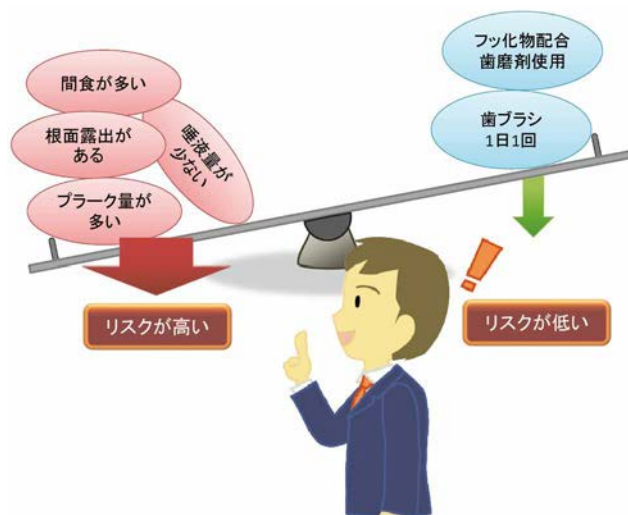 間食が多い
根面露出が
ある
唾液量が
少ない
プラーク量が
多い
フッ化物配合
歯磨剤使用
歯ブラシ
1日1回
リスクが高い
リスクが低い